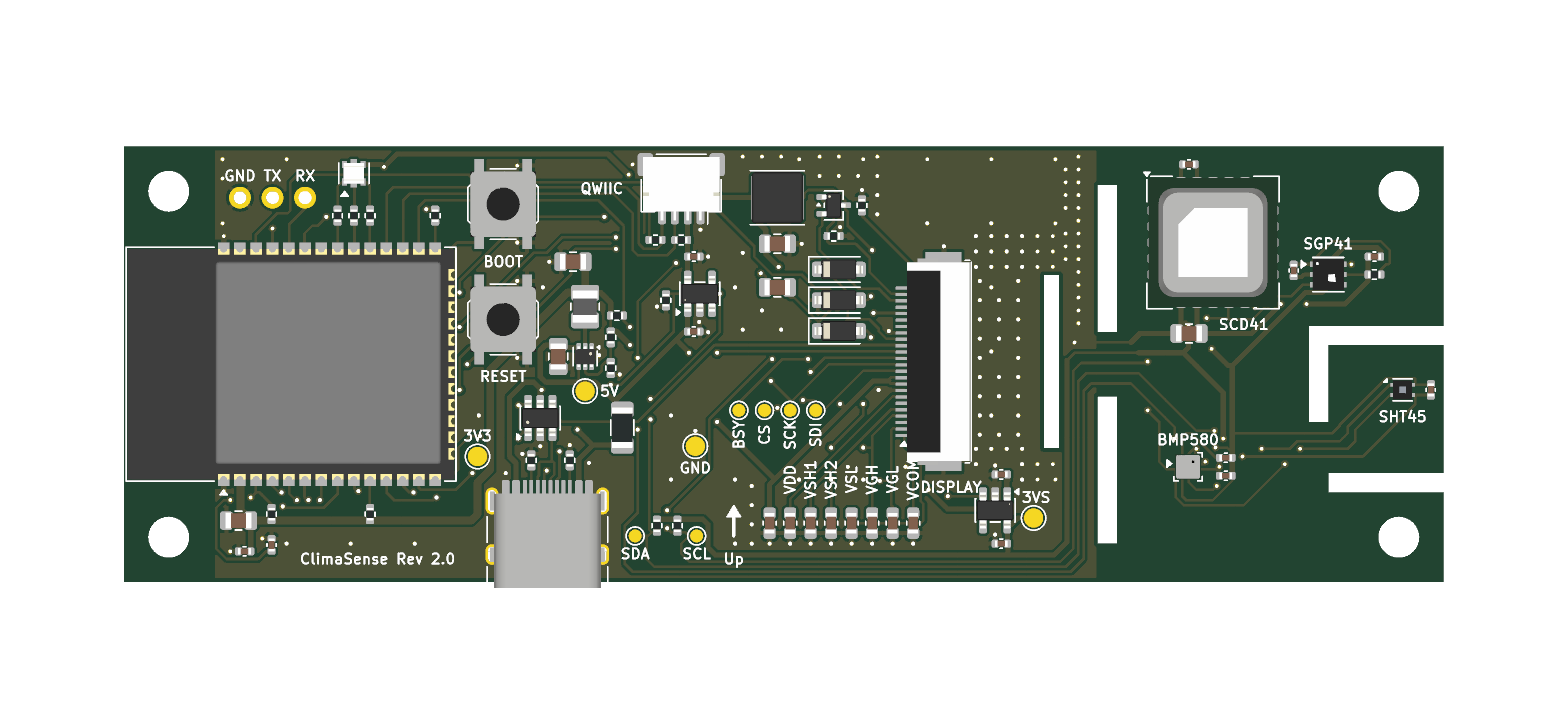 GND TX RX
QWIIC
BOOT
RESET
5V
3V3
GND
BSY
CS
SCK
SDI
VDD
VSH1
VSH2
VSL
VGH
VGL
VCOM
DISPLAY
3VS
SDA
SCL
Up
ClimaSense Rev 2.0
SCD41
SGP41
SHT45
BMP580